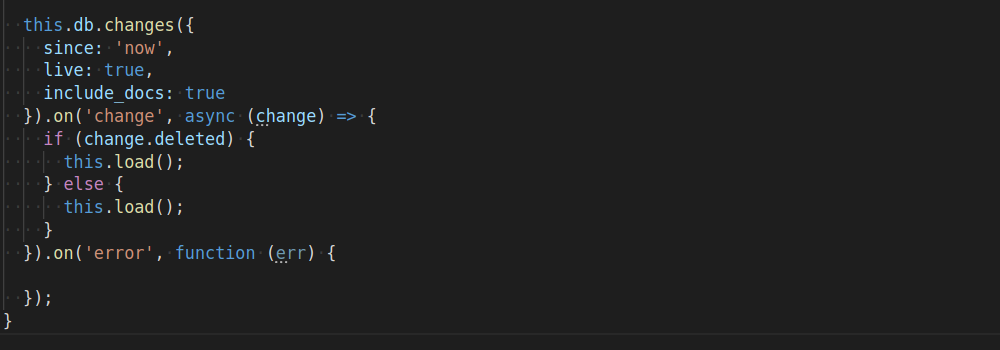 this.db.changes({
since: 'now',
live: true,
include_docs: true
}).on('change', async (change) => {
if (change.deleted) {
this.load();
} else {
this.load();
}
}).on('error', function (err) {
});
}